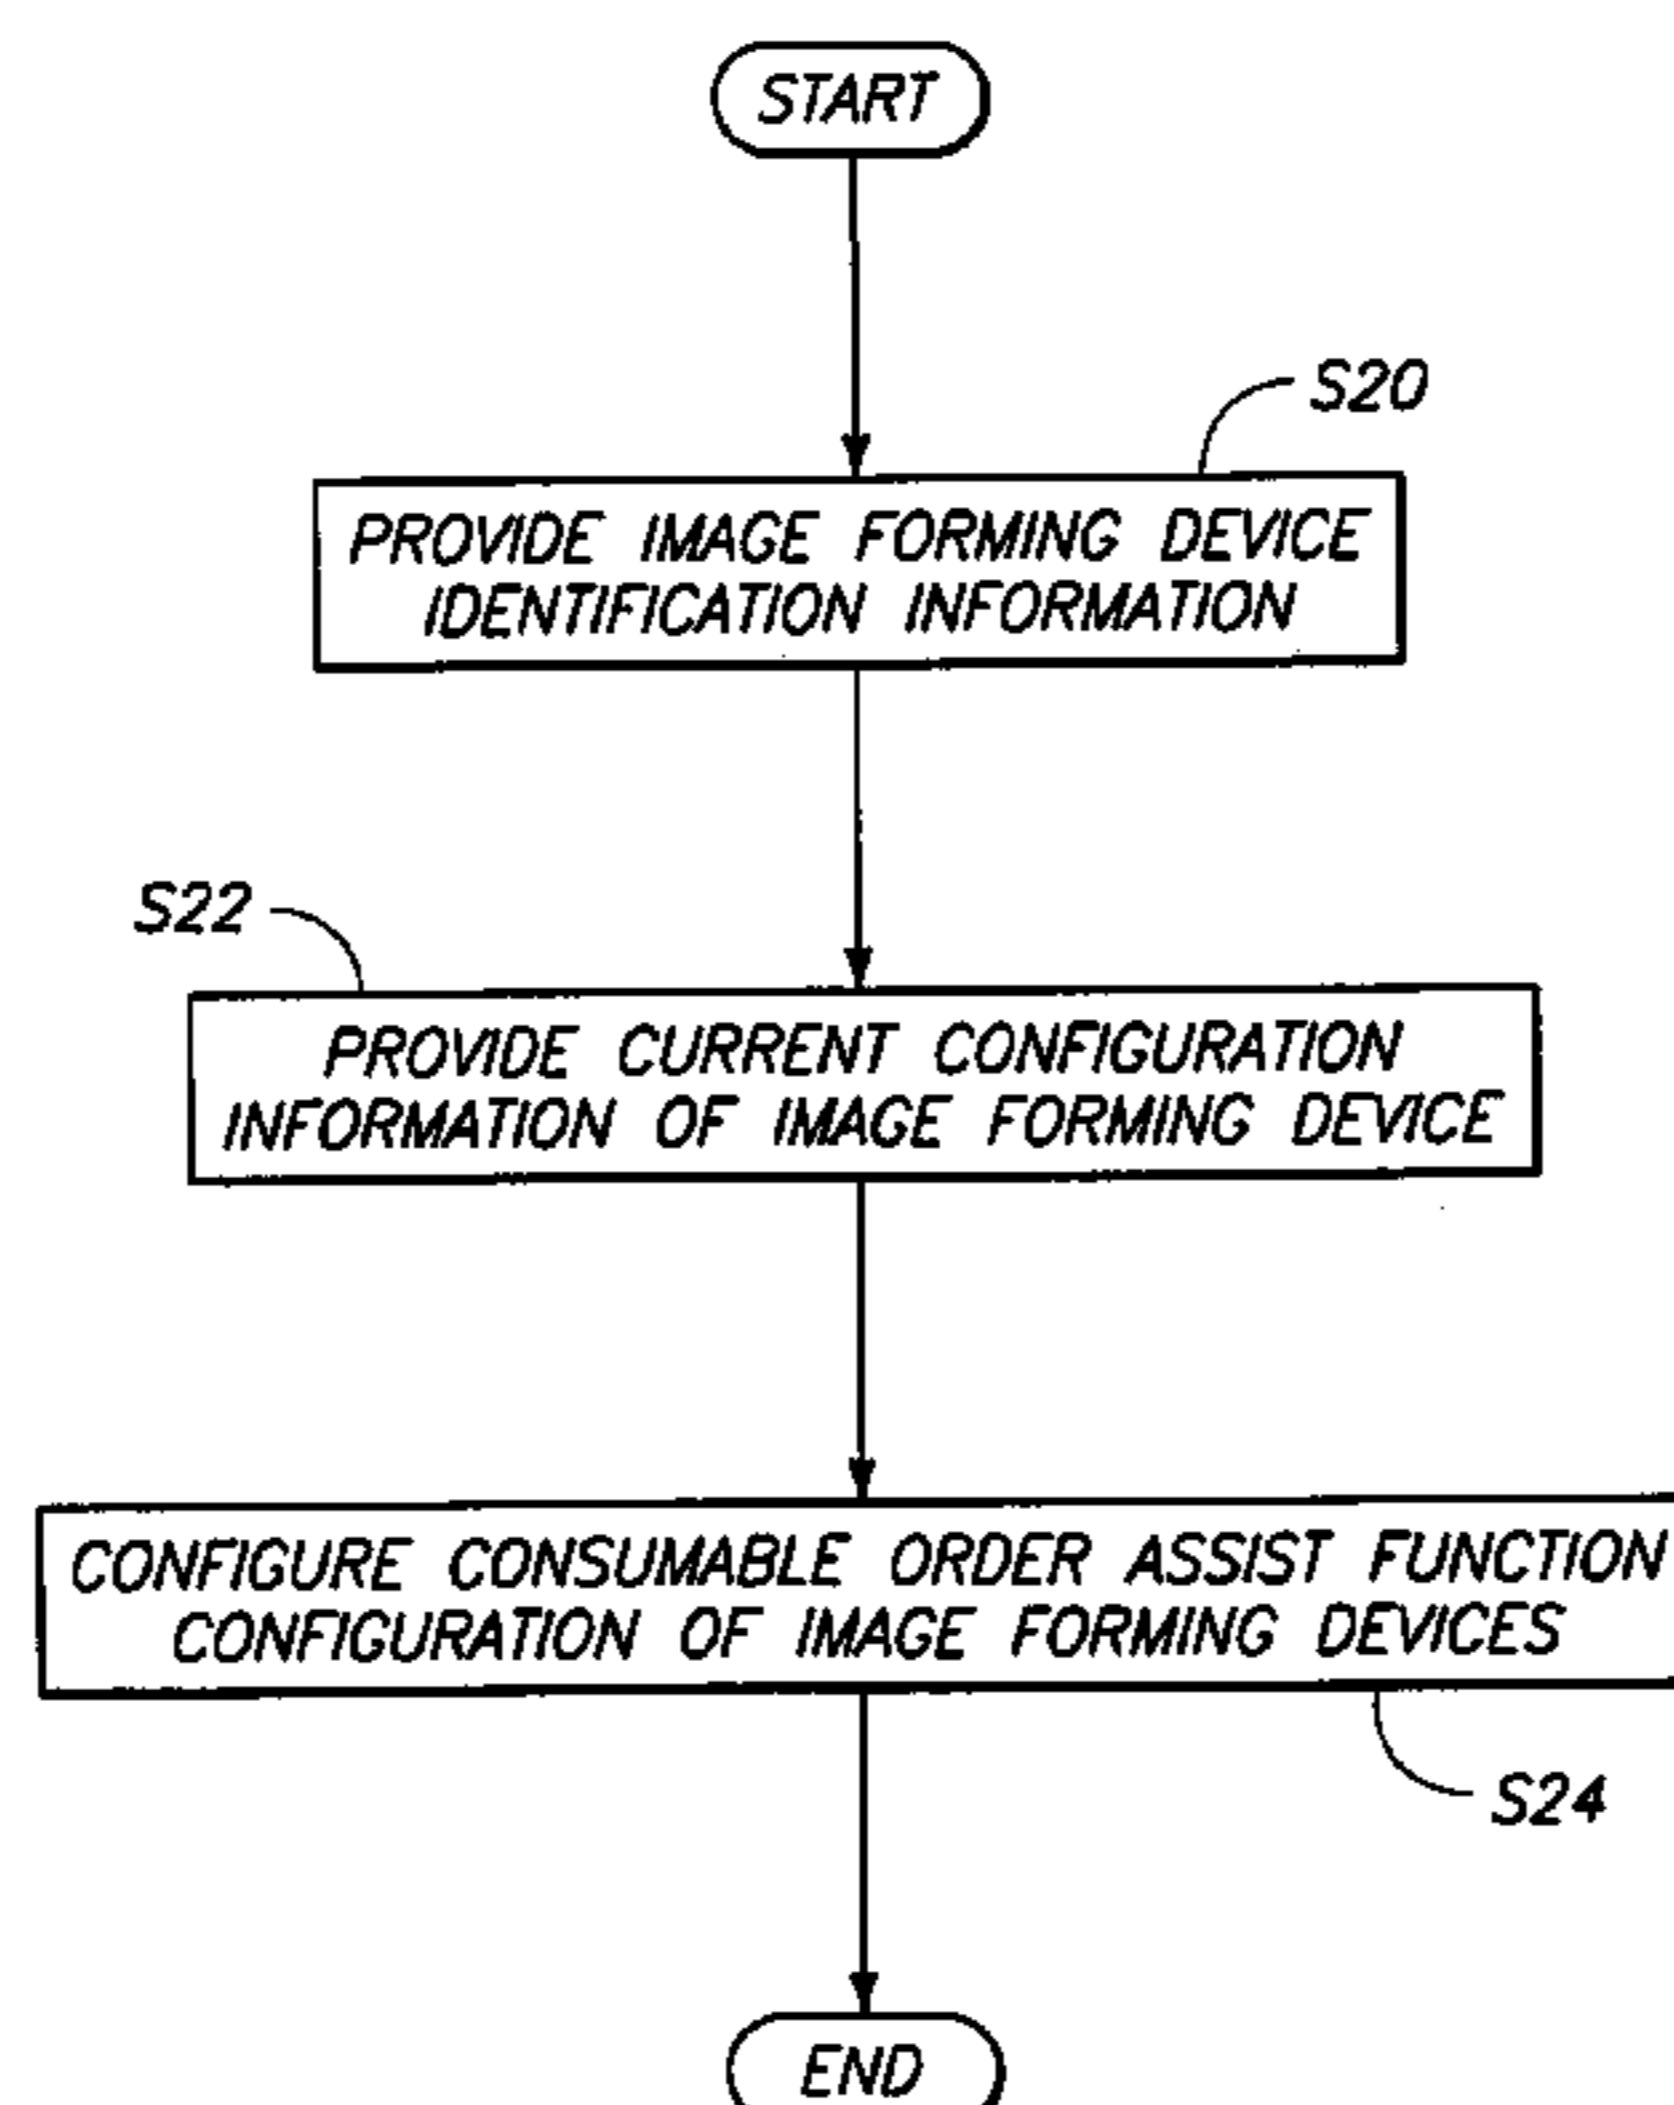 START
S20
PROVIDE IMAGE FORMING DEVICE
IDENTIFICATION INFORMATION
S22
PROVIDE CURRENT CONFIGURATION
INFORMATION OF IMAGE FORMING DEVICE
CONFIGURE CONSUMABLE ORDER ASSIST FUNCTION
CONFIGURATION OF IMAGE FORMING DEVICES
S24
END